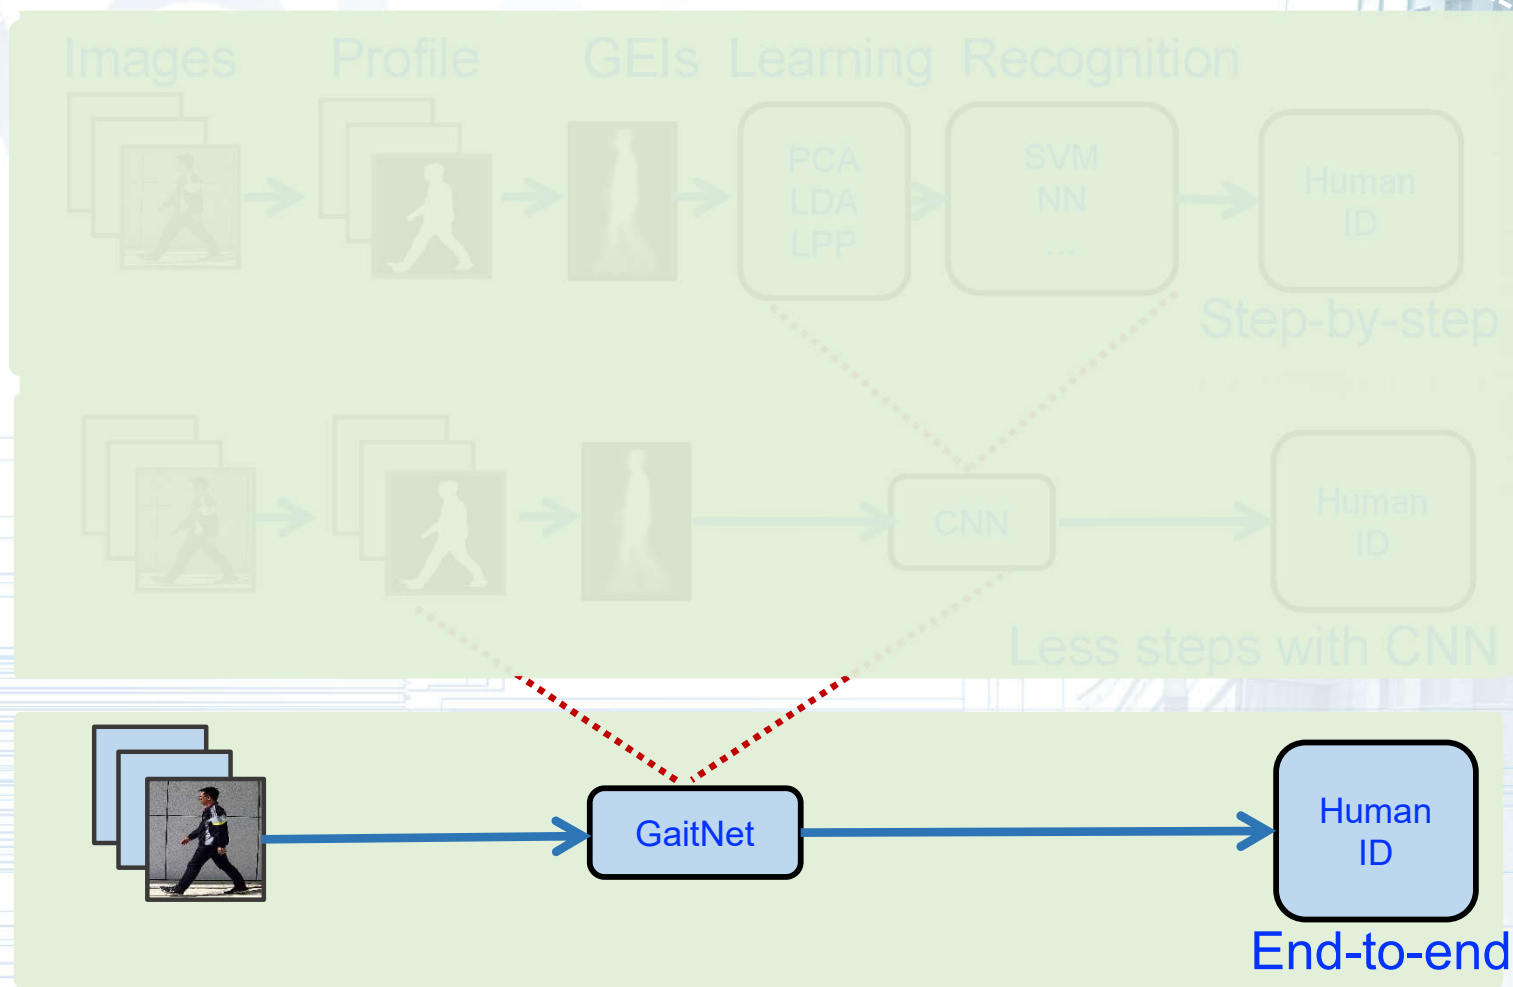 Images Profile GEIs Learning Recognition
PCA
LDA
LPP
SVM
NN
...
Human
ID
Step-by-step
CNN
Human
ID
Less steps with CNN
GaitNet
Human
ID
End-to-end